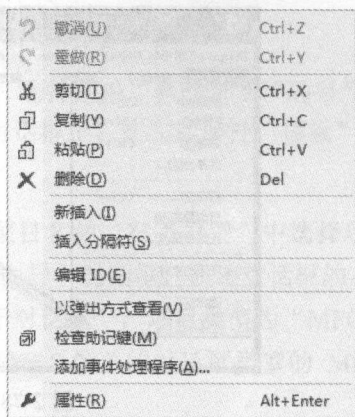 撤消(U) Ctrl+Z
重做(R) Ctrl+Y
剪切(T) Ctrl+X
复制(Y) Ctrl+C
粘贴(P) Ctrl+V
删除(D) Del
新插入(I)
插入分隔符(S)
编辑 ID(E)
以弹出方式查看(V)
检查助记键(M)
添加事件处理程序(A)...
属性(R) Alt+Enter